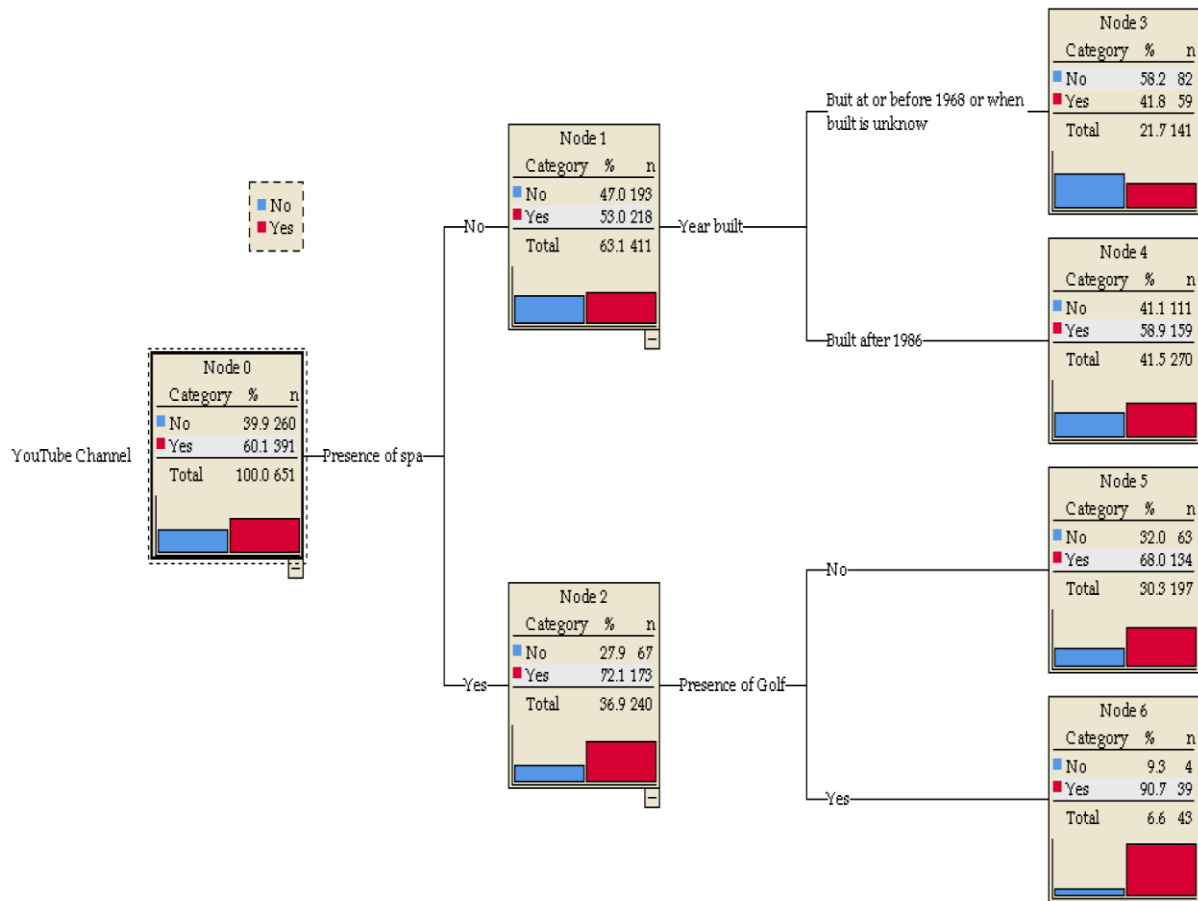 No
Yes
YouTube Channel
Node 0
Category % n
No 39.9 260
Yes 60.1 391
Total 100.0 651
Presence of spa
No
Node 1
Category % n
No 47.0 193
Yes 53.0 218
Total 63.1 411
Year built
Buit at or before 1968 or when
built is unknow
Node 3
Category % n
No 58.2 82
Yes 41.8 59
Total 21.7 141
Built after 1986
Node 4
Category % n
No 41.1 111
Yes 58.9 159
Total 41.5 270
Yes
Node 2
Category % n
No 27.9 67
Yes 72.1 173
Total 36.9 240
Presence of Golf
No
Node 5
Category % n
No 32.0 63
Yes 68.0 134
Total 30.3 197
Yes
Node 6
Category % n
No 9.3 4
Yes 90.7 39
Total 6.6 43